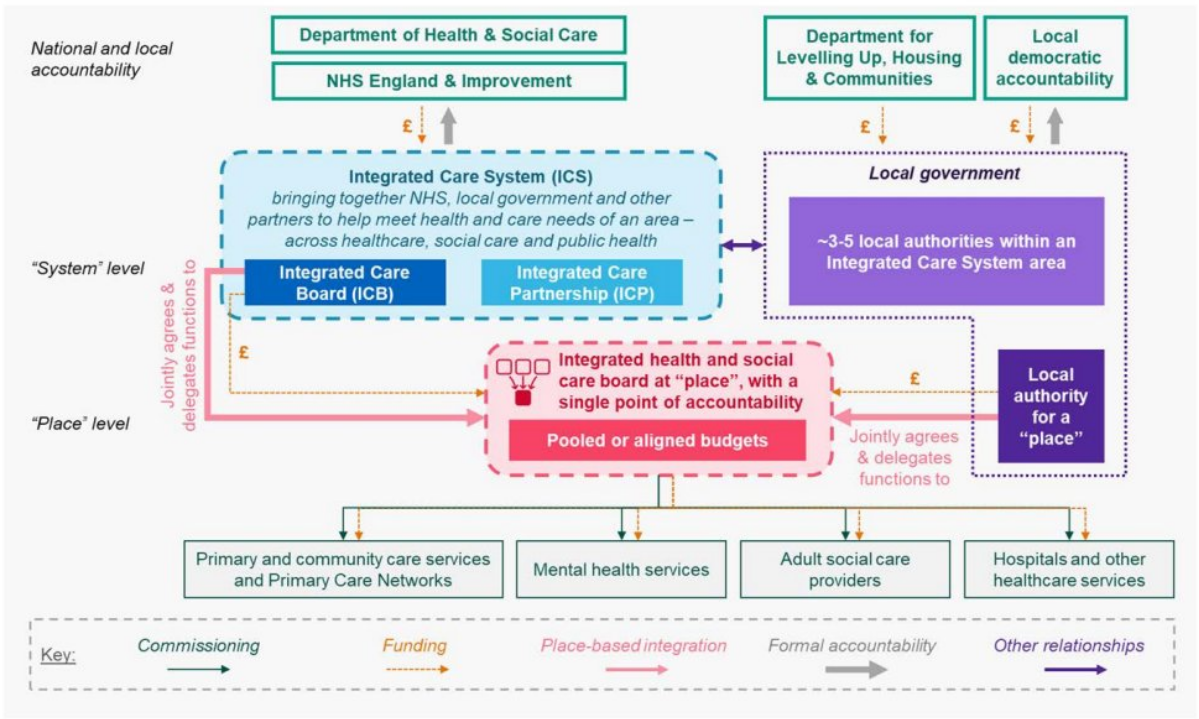 National and local
accountability
Department of Health & Social Care
NHS England & Improvement
Department for
Levelling Up, Housing
& Communities
Local
democratic
accountability
£
£
£
Integrated Care System (ICS)
bringing together NHS, local government and other
partners to help meet health and care needs of an area –
across healthcare, social care and public health
Local government
"System" level
Integrated Care
Board (ICB)
Integrated Care
Partnership (ICP)
~3-5 local authorities within an
Integrated Care System area
Jointly agrees &
delegates functions to
£
"Place" level
Integrated health and social
care board at "place", with a
single point of accountability
Pooled or aligned budgets
£
Jointly agrees
& delegates
functions to
Local
authority
for a
"place"
Primary and community care services
and Primary Care Networks
Mental health services
Adult social care
providers
Hospitals and other
healthcare services
Key:
Commissioning
Funding
Place-based integration
Formal accountability
Other relationships